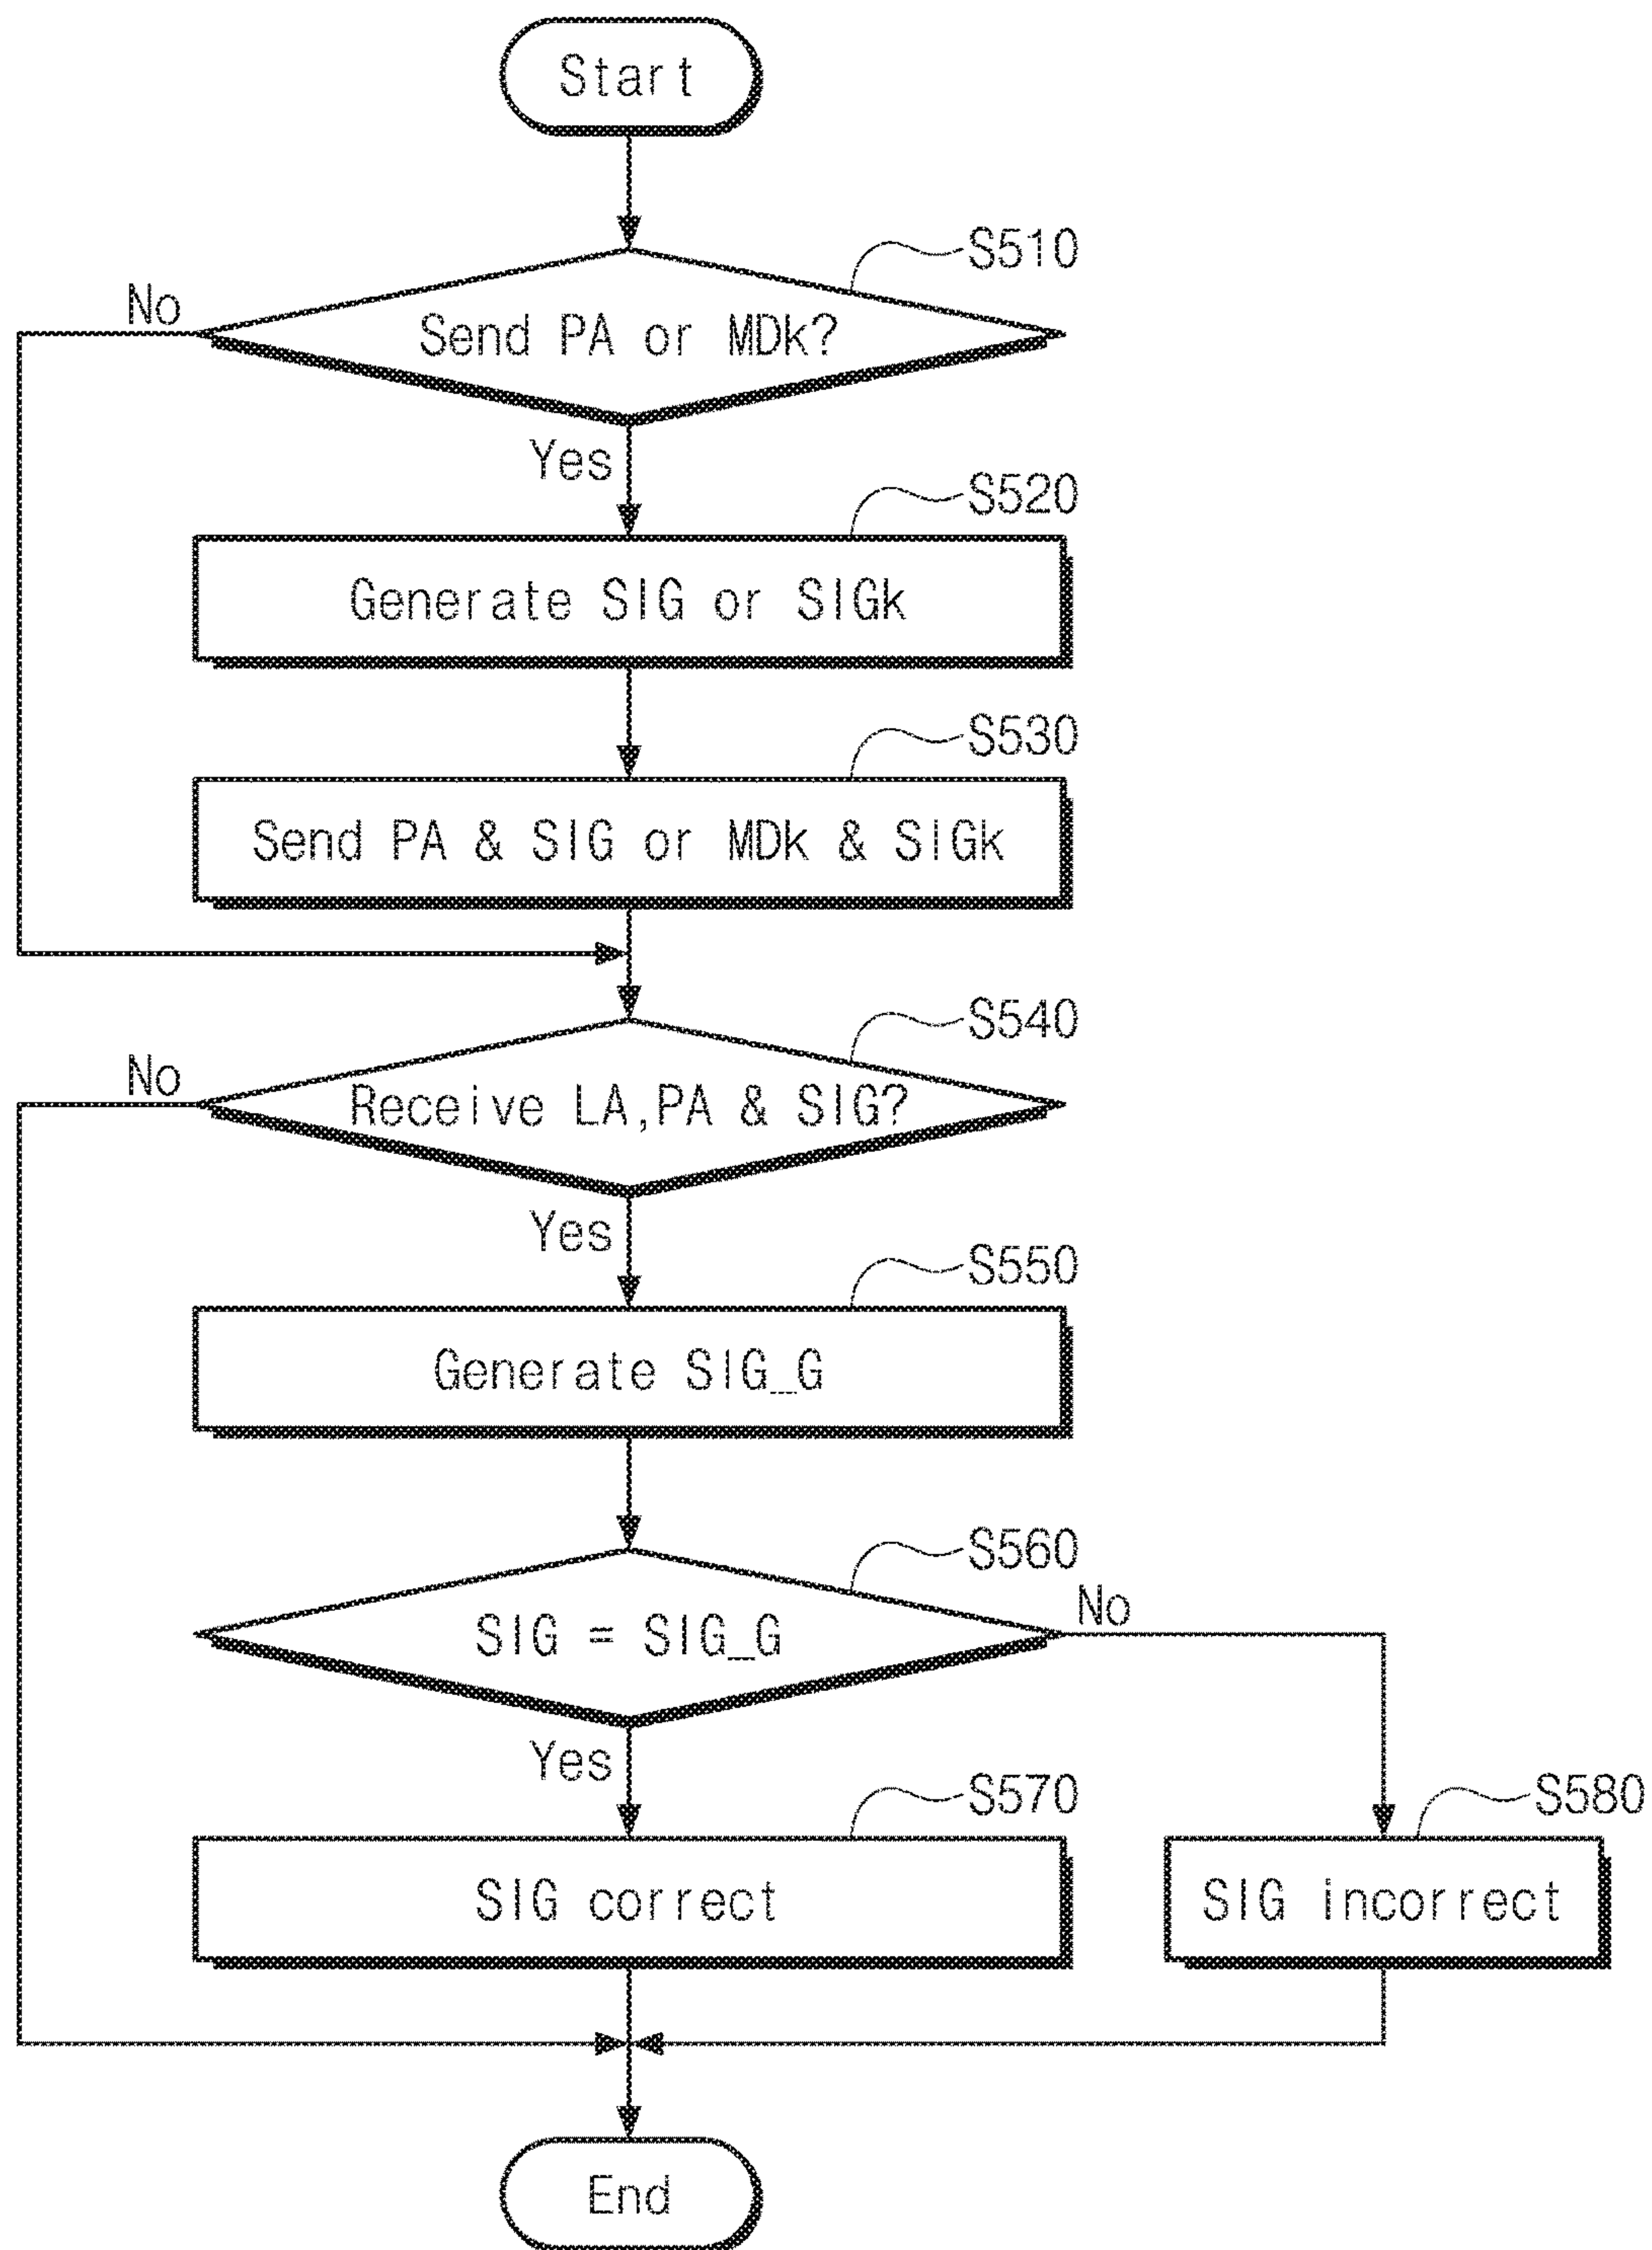 Start
S510
No
Send PA or MDk?
Yes
S520
Generate SIG or SIGk
S530
Send PA & SIG or MDk & SIGk
S540
No
Receive LA,PA & SIG?
Yes
S550
Generate SIG_G
S560
No
SIG = SIG_G
Yes
S570
S580
SIG correct
SIG incorrect
End